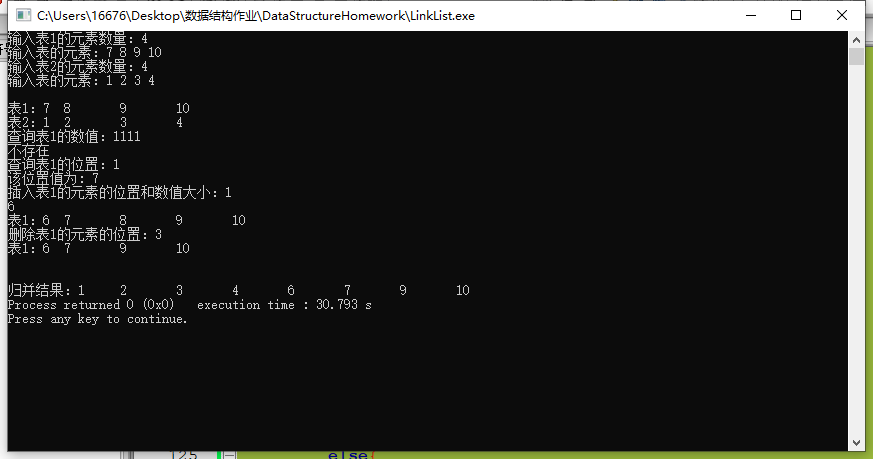 C:\Users\16676\Desktop\数据结构作业\DataStructureHomework\LinkList.exe
输入表1的元素数量：4
输入表的元素：7 8 9 10
输入表2的元素数量：4
输入表的元素：1 2 3 4
表1：7 8 9 10
表2：1 2 3 4
查询表1的数值：1111
不存在
查询表1的位置：1
该位置值为：7
插入表1的元素的位置和数值大小：1
6
表1：6 7 8 9 10
删除表1的元素的位置：3
表1：6 7 9 10
归并结果：1 2 3 4 6 7 9 10
Process returned 0 (0x0) execution time : 30.793 s
Press any key to continue.
125 else{